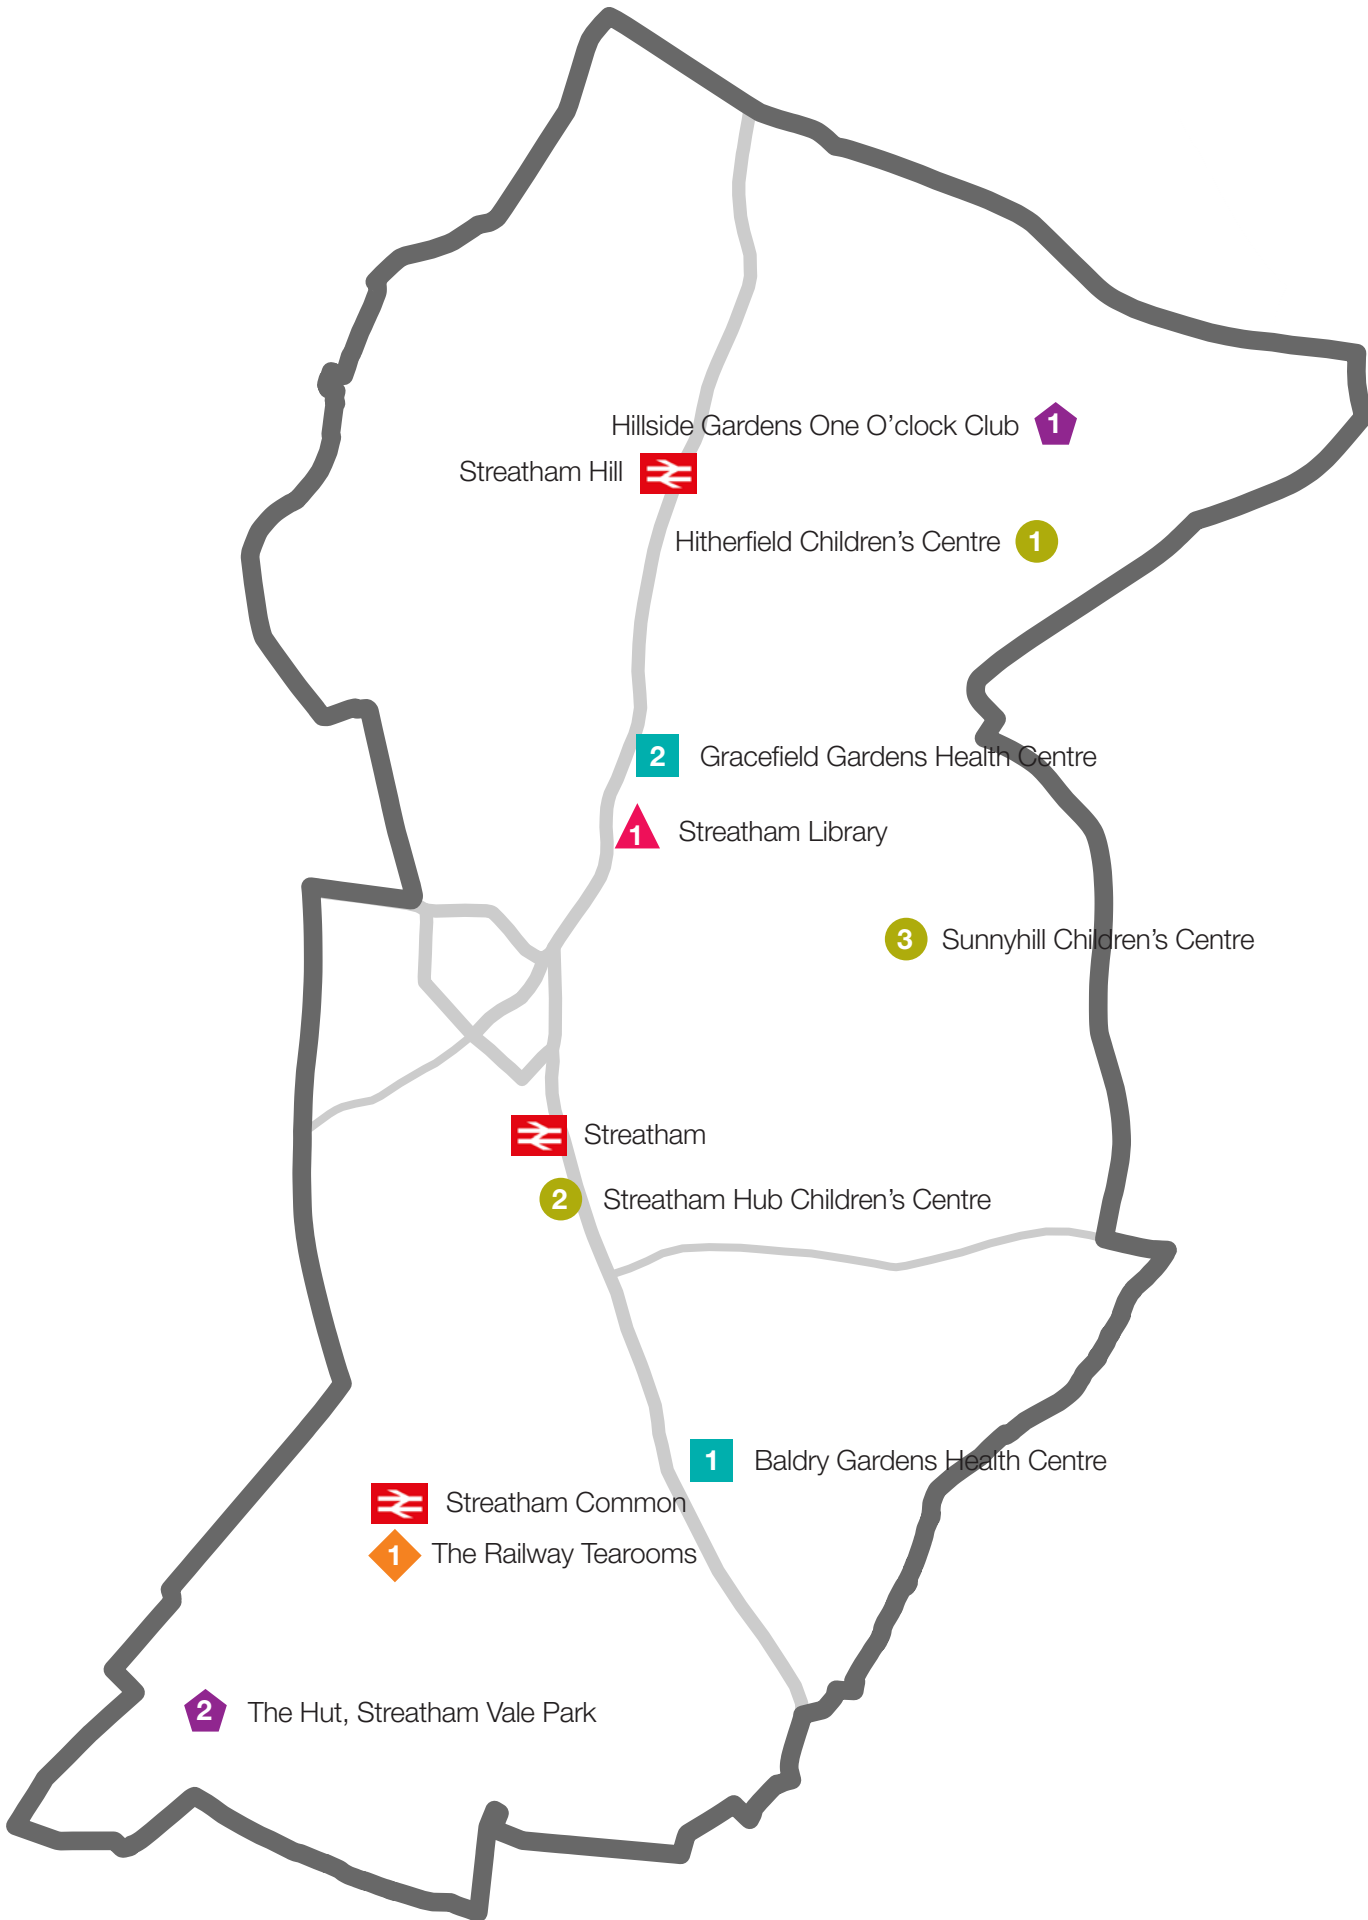 Hillside Gardens One O’clock Club 1
Streatham Hill
Hitherfield Children’s Centre 1
2 Gracefield Gardens Health Centre
1 Streatham Library
3 Sunnyhill Children’s Centre
Streatham
2 Streatham Hub Children’s Centre
1 Baldry Gardens Health Centre
Streatham Common
1 The Railway Tearooms
2 The Hut, Streatham Vale Park